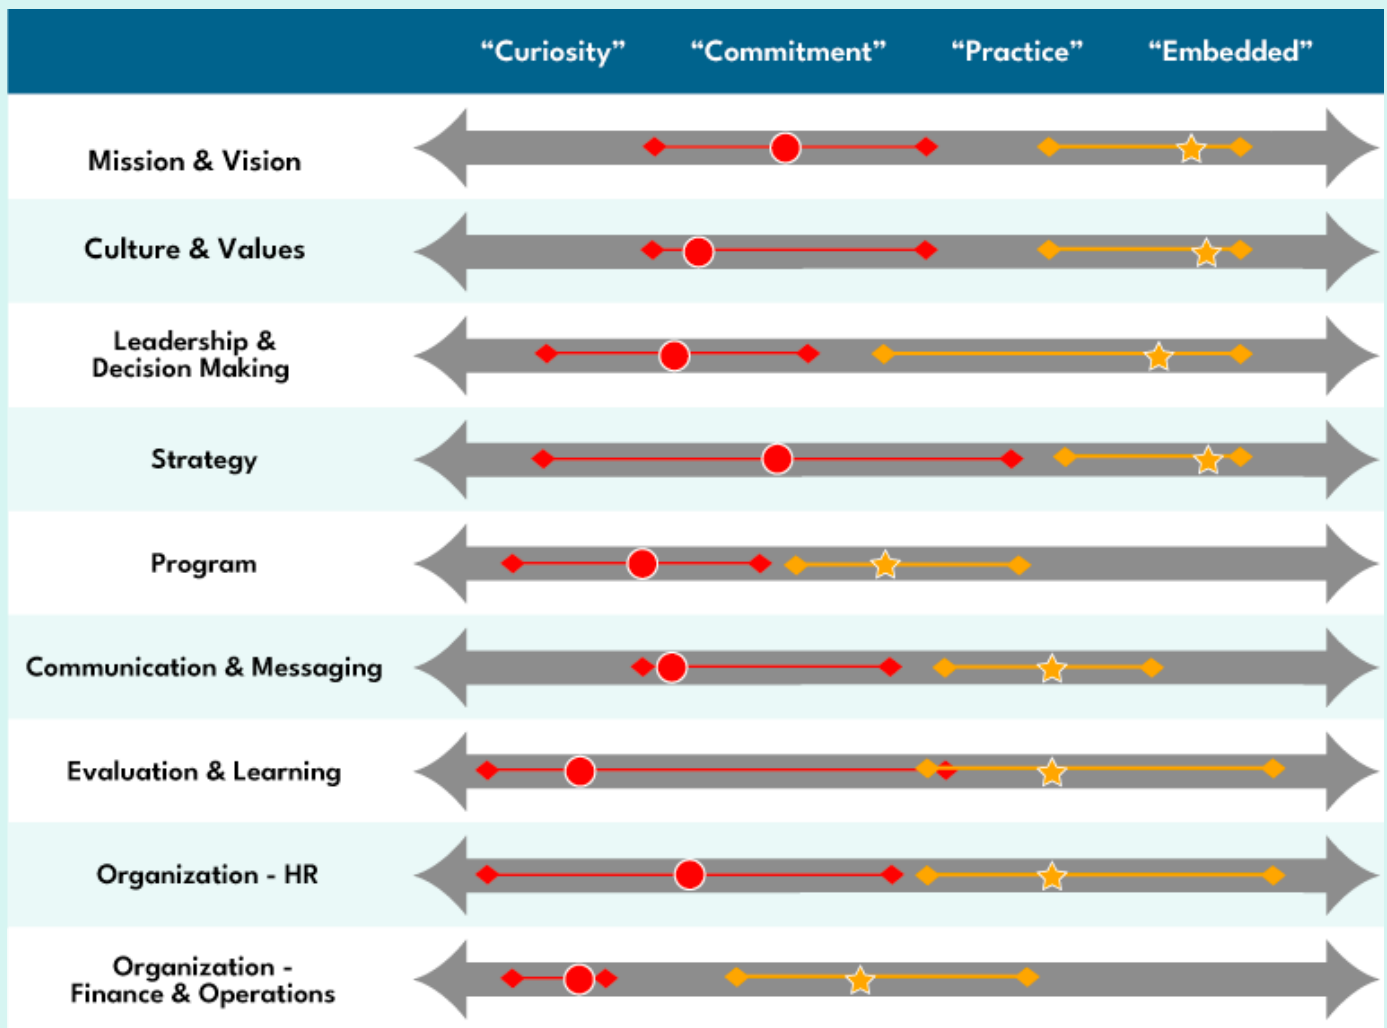 “Curiosity” “Commitment” “Practice” “Embedded”
Mission & Vision
Culture & Values
Leadership &
Decision Making
Strategy
Program
Communication & Messaging
Evaluation & Learning
Organization - HR
Organization -
Finance & Operations